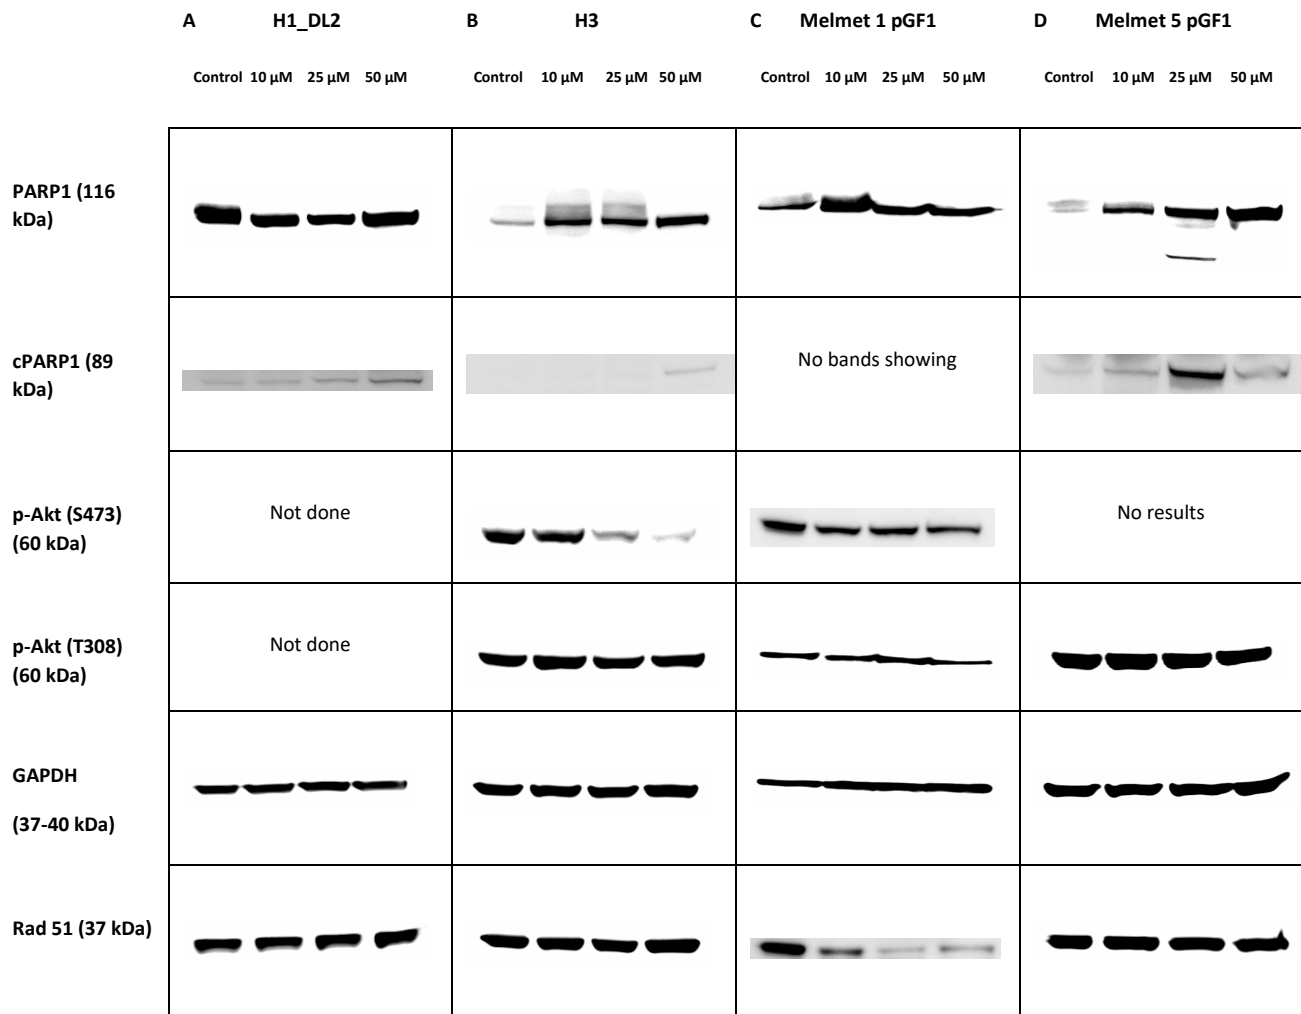 A H1_DL2 B H3 C Melmet 1 pGF1 D Melmet 5 pGF1
Control 10 µM 25 µM 50 µM Control 10 µM 25 µM 50 µM Control 10 µM 25 µM 50 µM Control 10 µM 25 µM 50 µM
PARP1 (116
kDa)
cPARP1 (89
kDa)
No bands showing
p-Akt (S473)
(60 kDa)
Not done
No results
p-Akt (T308)
(60 kDa)
Not done
GAPDH
(37-40 kDa)
Rad 51 (37 kDa)